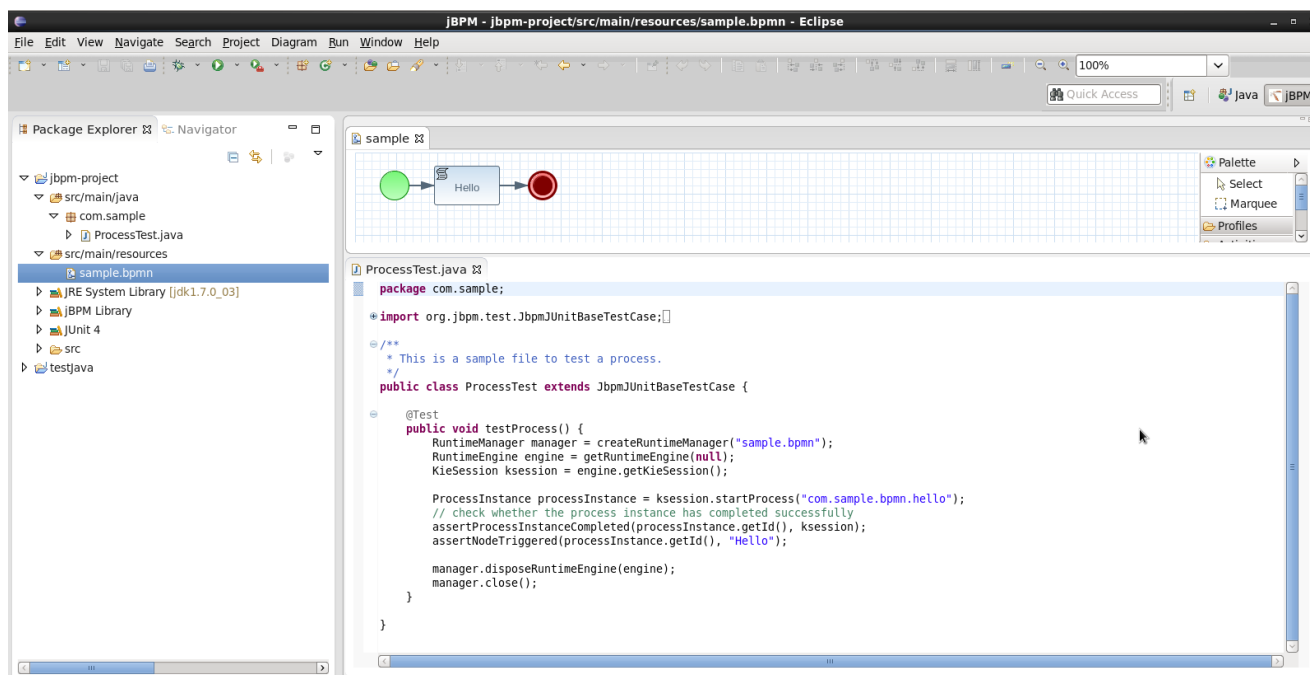 jBPM - jbpm-project/src/main/resources/sample.bpmn - Eclipse
File Edit View Navigate Search Project Diagram Run Window Help
100%
Quick Access
Java
jBPM
Package Explorer
Navigator
jbpm-project
src/main/java
com.sample
ProcessTest.java
src/main/resources
sample.bpmn
JRE System Library [jdk1.7.0_03]
jBPM Library
JUnit 4
src
testJava
sample
Hello
Palette
Select
Marquee
Profiles
ProcessTest.java
package com.sample;
import org.jbpm.test.JbpmJUnitBaseTestCase;
/**
* This is a sample file to test a process.
*/
public class ProcessTest extends JbpmJUnitBaseTestCase {
@Test
public void testProcess() {
RuntimeManager manager = createRuntimeManager("sample.bpmn");
RuntimeEngine engine = getRuntimeEngine(null);
KieSession ksession = engine.getKieSession();
ProcessInstance processInstance = ksession.startProcess("com.sample.bpmn.hello");
// check whether the process instance has completed successfully
assertProcessInstanceCompleted(processInstance.getId(), ksession);
assertNodeTriggered(processInstance.getId(), "Hello");
manager.disposeRuntimeEngine(engine);
manager.close();
}
}